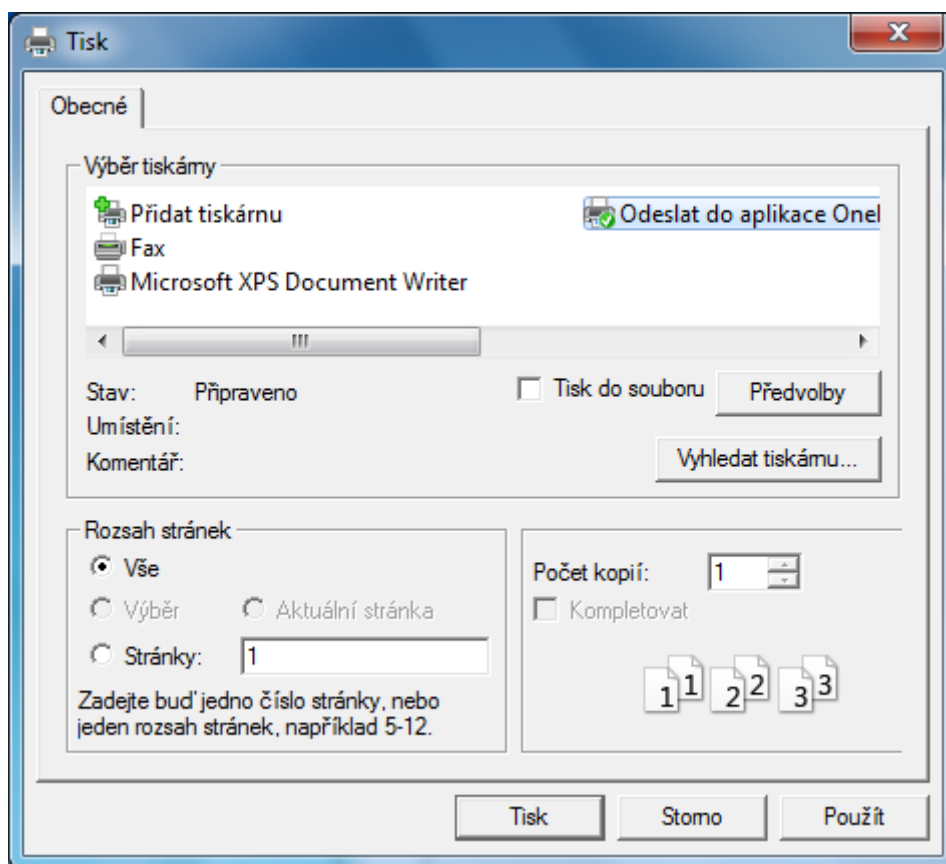 Tisk
Obecné
Výběr tiskárny
Přidat tiskárnu
Odeslat do aplikace
Fax
Microsoft XPS Document Writer
Stav: Připraveno
Tisk do souboru
Předvolby
Umístění:
Komentář:
Vyhledat tiskárnu...
Rozsah stránek
Vše
Výběr
Aktuální stránka
Stránky: 1
Zadejte buď jedno číslo stránky, nebo
jeden rozsah stránek, například 5-12.
Počet kopií: 1
Kompletovat
1 1 2 2 3 3
Tisk
Storno
Použít